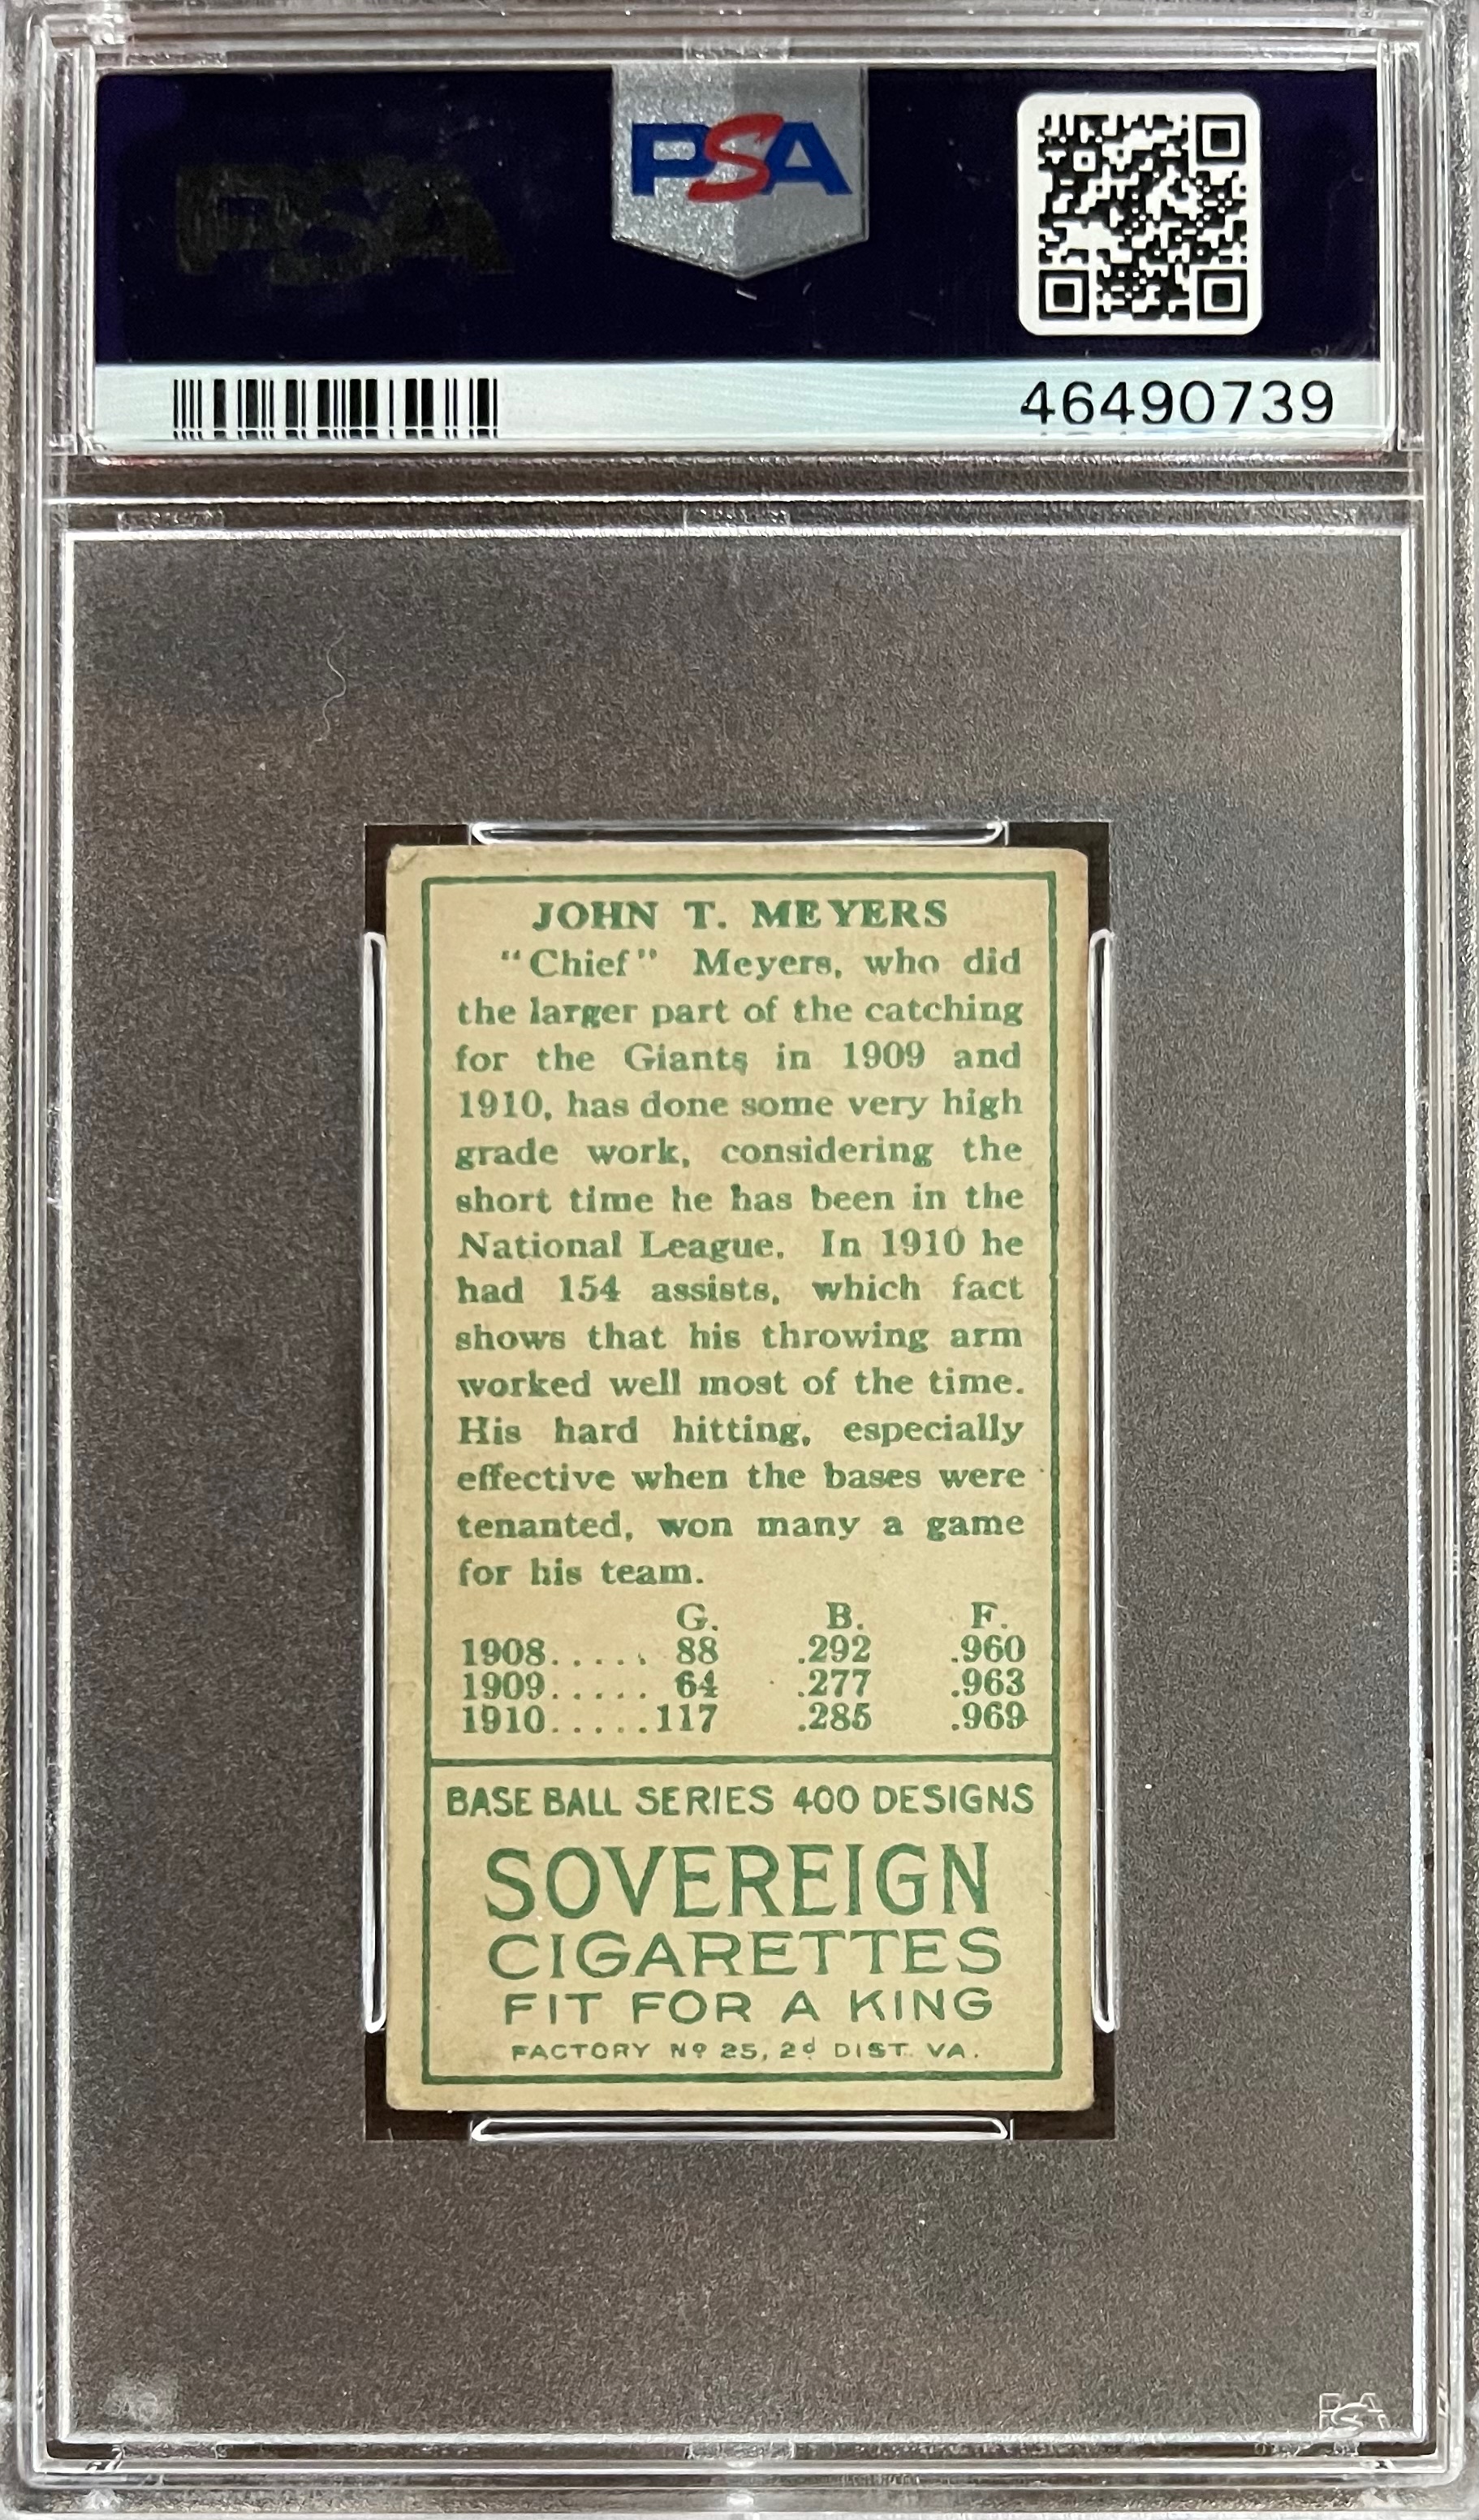 PSA
PSA
46490739
JOHN T. MEYERS
"Chief" Meyers, who did
the larger part of the catching
for the Giants in 1909 and
1910, has done some very high
grade work, considering the
short time he has been in the
National League. In 1910 he
had 154 assists, which fact
shows that his throwing arm
worked well most of the time.
His hard hitting, especially
effective when the bases were
tenanted, won many a game
for his team.
G. B. F.
1908..... 88 .292 .960
1909..... 64 .277 .963
1910.....117 .285 .969
BASE BALL SERIES 400 DESIGNS
SOVEREIGN
CIGARETTES
FIT FOR A KING
FACTORY Nº 25, 2d DIST. VA.
PSA